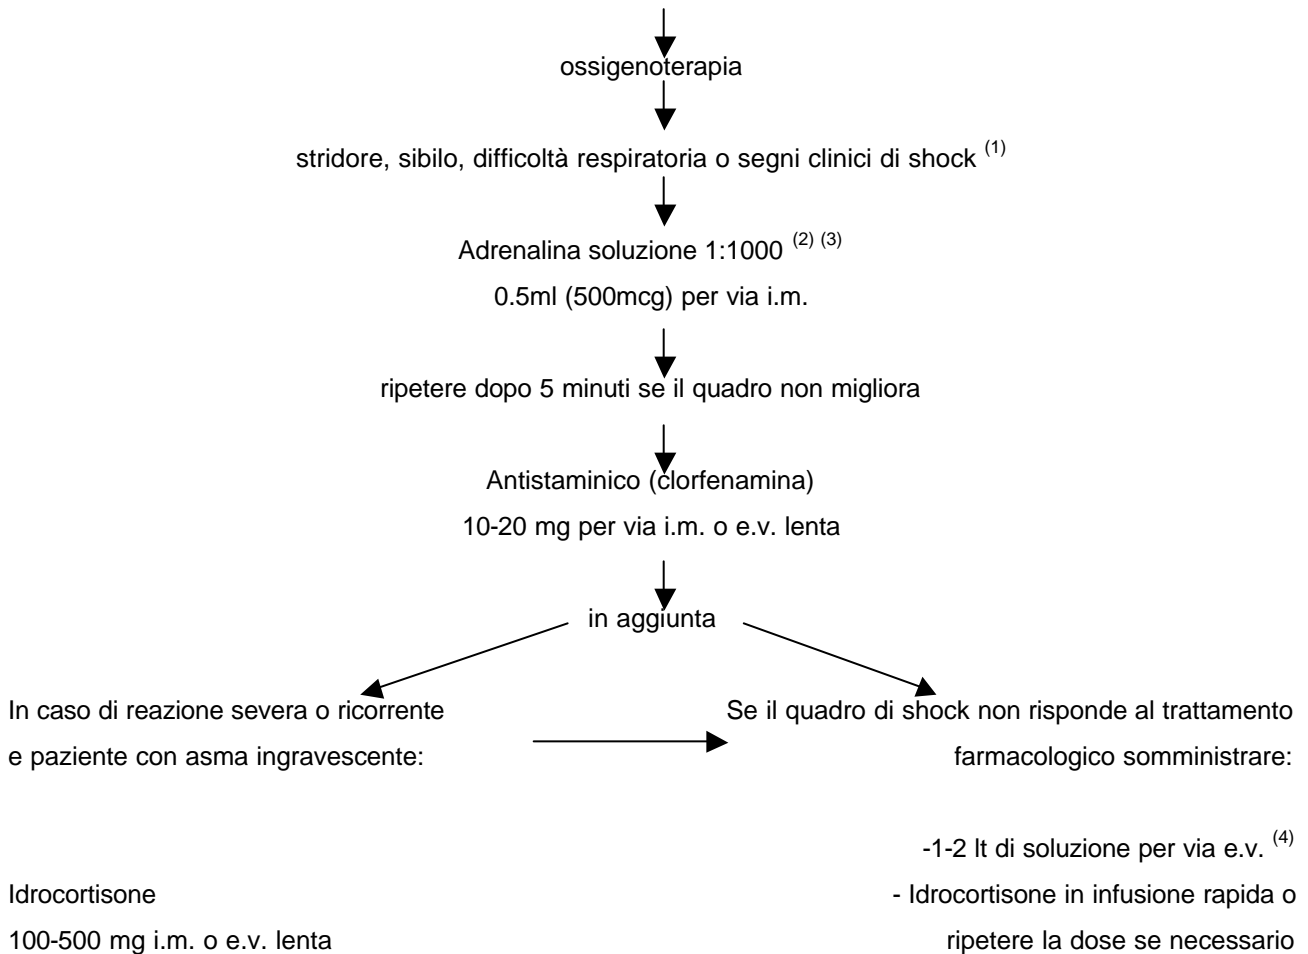 ossigenoterapia
stridore, sibilo, difficoltà respiratoria o segni clinici di shock (1)
Adrenalina soluzione 1:1000 (2) (3)
0.5ml (500mcg) per via i.m.
ripetere dopo 5 minuti se il quadro non migliora
Antistaminico (clorfenamina)
10-20 mg per via i.m. o e.v. lenta
in aggiunta
In caso di reazione severa o ricorrente
e paziente con asma ingravescente:
Idrocortisone
100-500 mg i.m. o e.v. lenta
Se il quadro di shock non risponde al trattamento
farmacologico somministrare:
-1-2 lt di soluzione per via e.v. (4)
- Idrocortisone in infusione rapida o
ripetere la dose se necessario